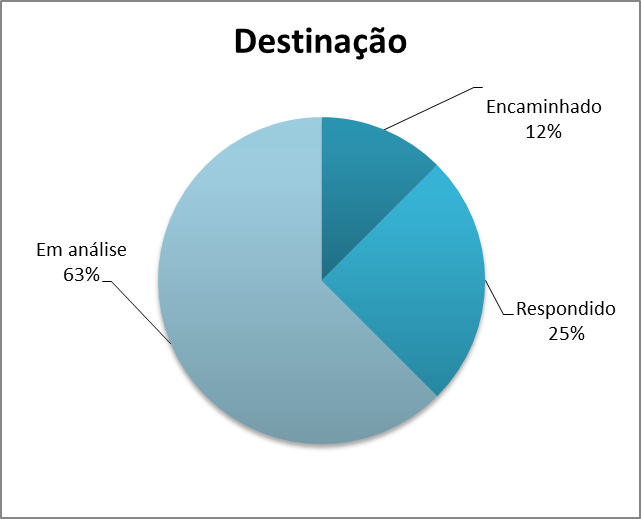 Destinação
Encaminhado
12%
Em análise
63%
Respondido
25%